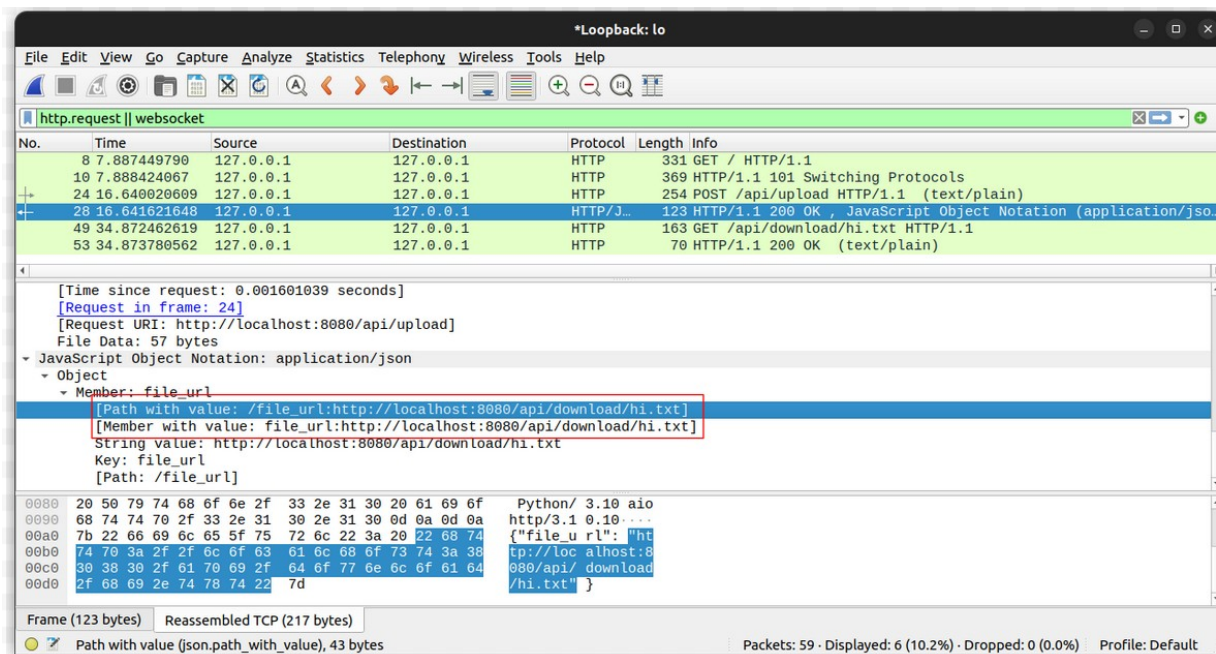 *Loopback: lo
File Edit View Go Capture Analyze Statistics Telephony Wireless Tools Help
http.request || websocket
No. Time Source Destination Protocol Length Info
8 7.887449790 127.0.0.1 127.0.0.1 HTTP 331 GET / HTTP/1.1
10 7.888424067 127.0.0.1 127.0.0.1 HTTP 369 HTTP/1.1 101 Switching Protocols
24 16.640020609 127.0.0.1 127.0.0.1 HTTP 254 POST /api/upload HTTP/1.1 (text/plain)
28 16.641621648 127.0.0.1 127.0.0.1 HTTP/J… 123 HTTP/1.1 200 OK , JavaScript Object Notation (application/jso…
49 34.872462619 127.0.0.1 127.0.0.1 HTTP 163 GET /api/download/hi.txt HTTP/1.1
53 34.873780562 127.0.0.1 127.0.0.1 HTTP 70 HTTP/1.1 200 OK (text/plain)
[Time since request: 0.001601039 seconds]
[Request in frame: 24]
[Request URI: http://localhost:8080/api/upload]
File Data: 57 bytes
JavaScript Object Notation: application/json
Object
Member: file_url
[Path with value: /file_url:http://localhost:8080/api/download/hi.txt]
[Member with value: file_url:http://localhost:8080/api/download/hi.txt]
String value: http://localhost:8080/api/download/hi.txt
Key: file_url
[Path: /file_url]
0080 20 50 79 74 68 6f 6e 2f 33 2e 31 30 20 61 69 6f Python/ 3.10 aio
0090 68 74 74 70 2f 33 2e 31 30 2e 31 30 0d 0a 0d 0a http/3.1 0.10····
00a0 7b 22 66 69 6c 65 5f 75 72 6c 22 3a 20 22 68 74 {"file_u rl": "ht
00b0 74 70 3a 2f 2f 6c 6f 63 61 6c 68 6f 73 74 3a 38 tp://loc alhost:8
00c0 30 38 30 2f 61 70 69 2f 64 6f 77 6e 6c 6f 61 64 080/api/ download
00d0 2f 68 69 2e 74 78 74 22 7d /hi.txt" }
Frame (123 bytes) Reassembled TCP (217 bytes)
Path with value (json.path_with_value), 43 bytes Packets: 59 · Displayed: 6 (10.2%) · Dropped: 0 (0.0%) Profile: Default